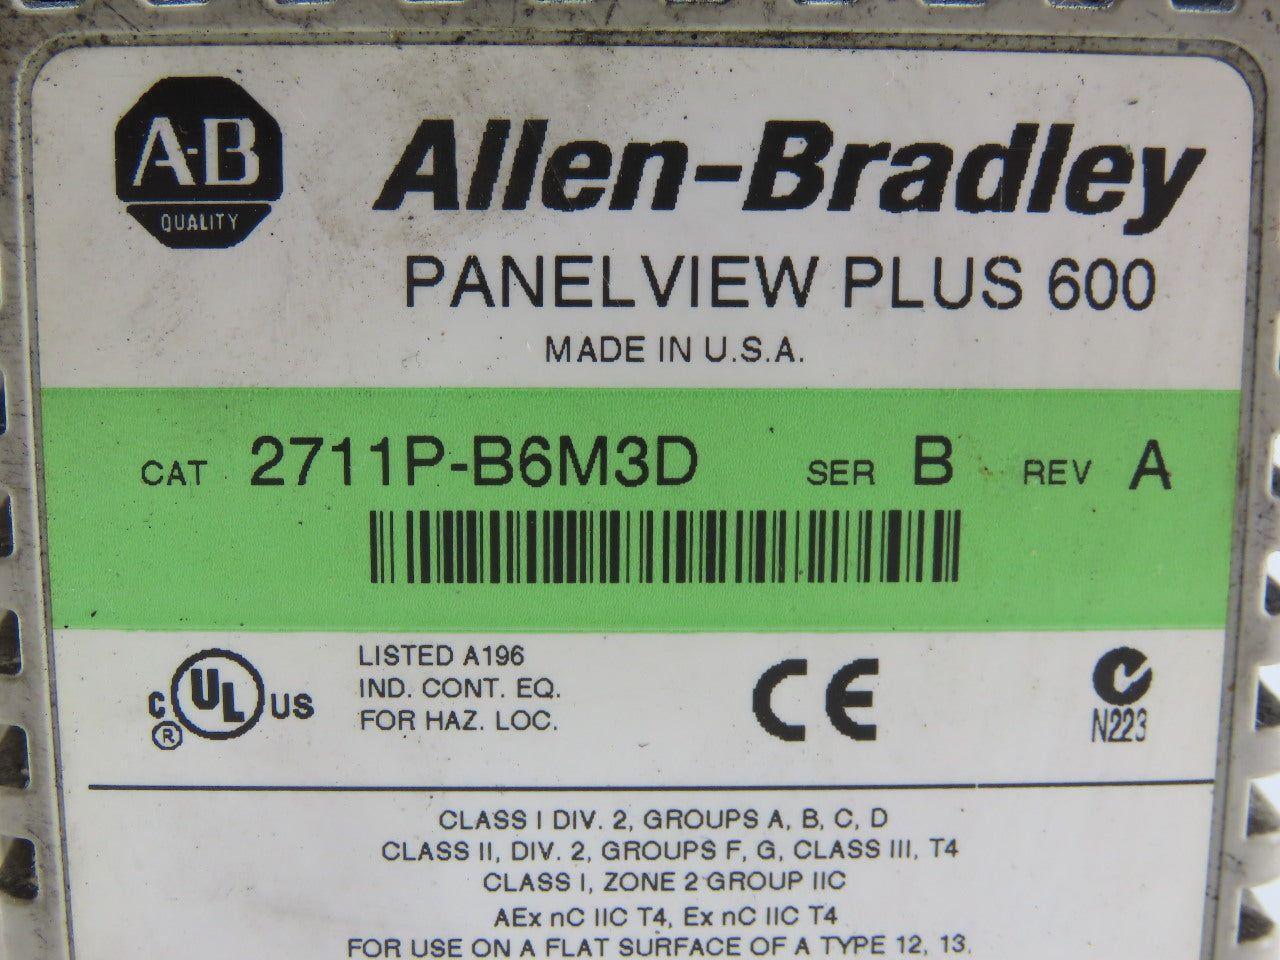 A-B
QUALITY
Allen-Bradley
PANELVIEW PLUS 600
MADE IN U.S.A.
CAT 2711P-B6M3D SER B REV A
C UL US
®
LISTED A196
IND. CONT. EQ.
FOR HAZ. LOC.
CE
N223
CLASS I DIV. 2, GROUPS A, B, C, D
CLASS II, DIV. 2, GROUPS F, G, CLASS III, T4
CLASS I, ZONE 2 GROUP IIC
AEx nC IIC T4, Ex nC IIC T4
FOR USE ON A FLAT SURFACE OF A TYPE 12, 13,